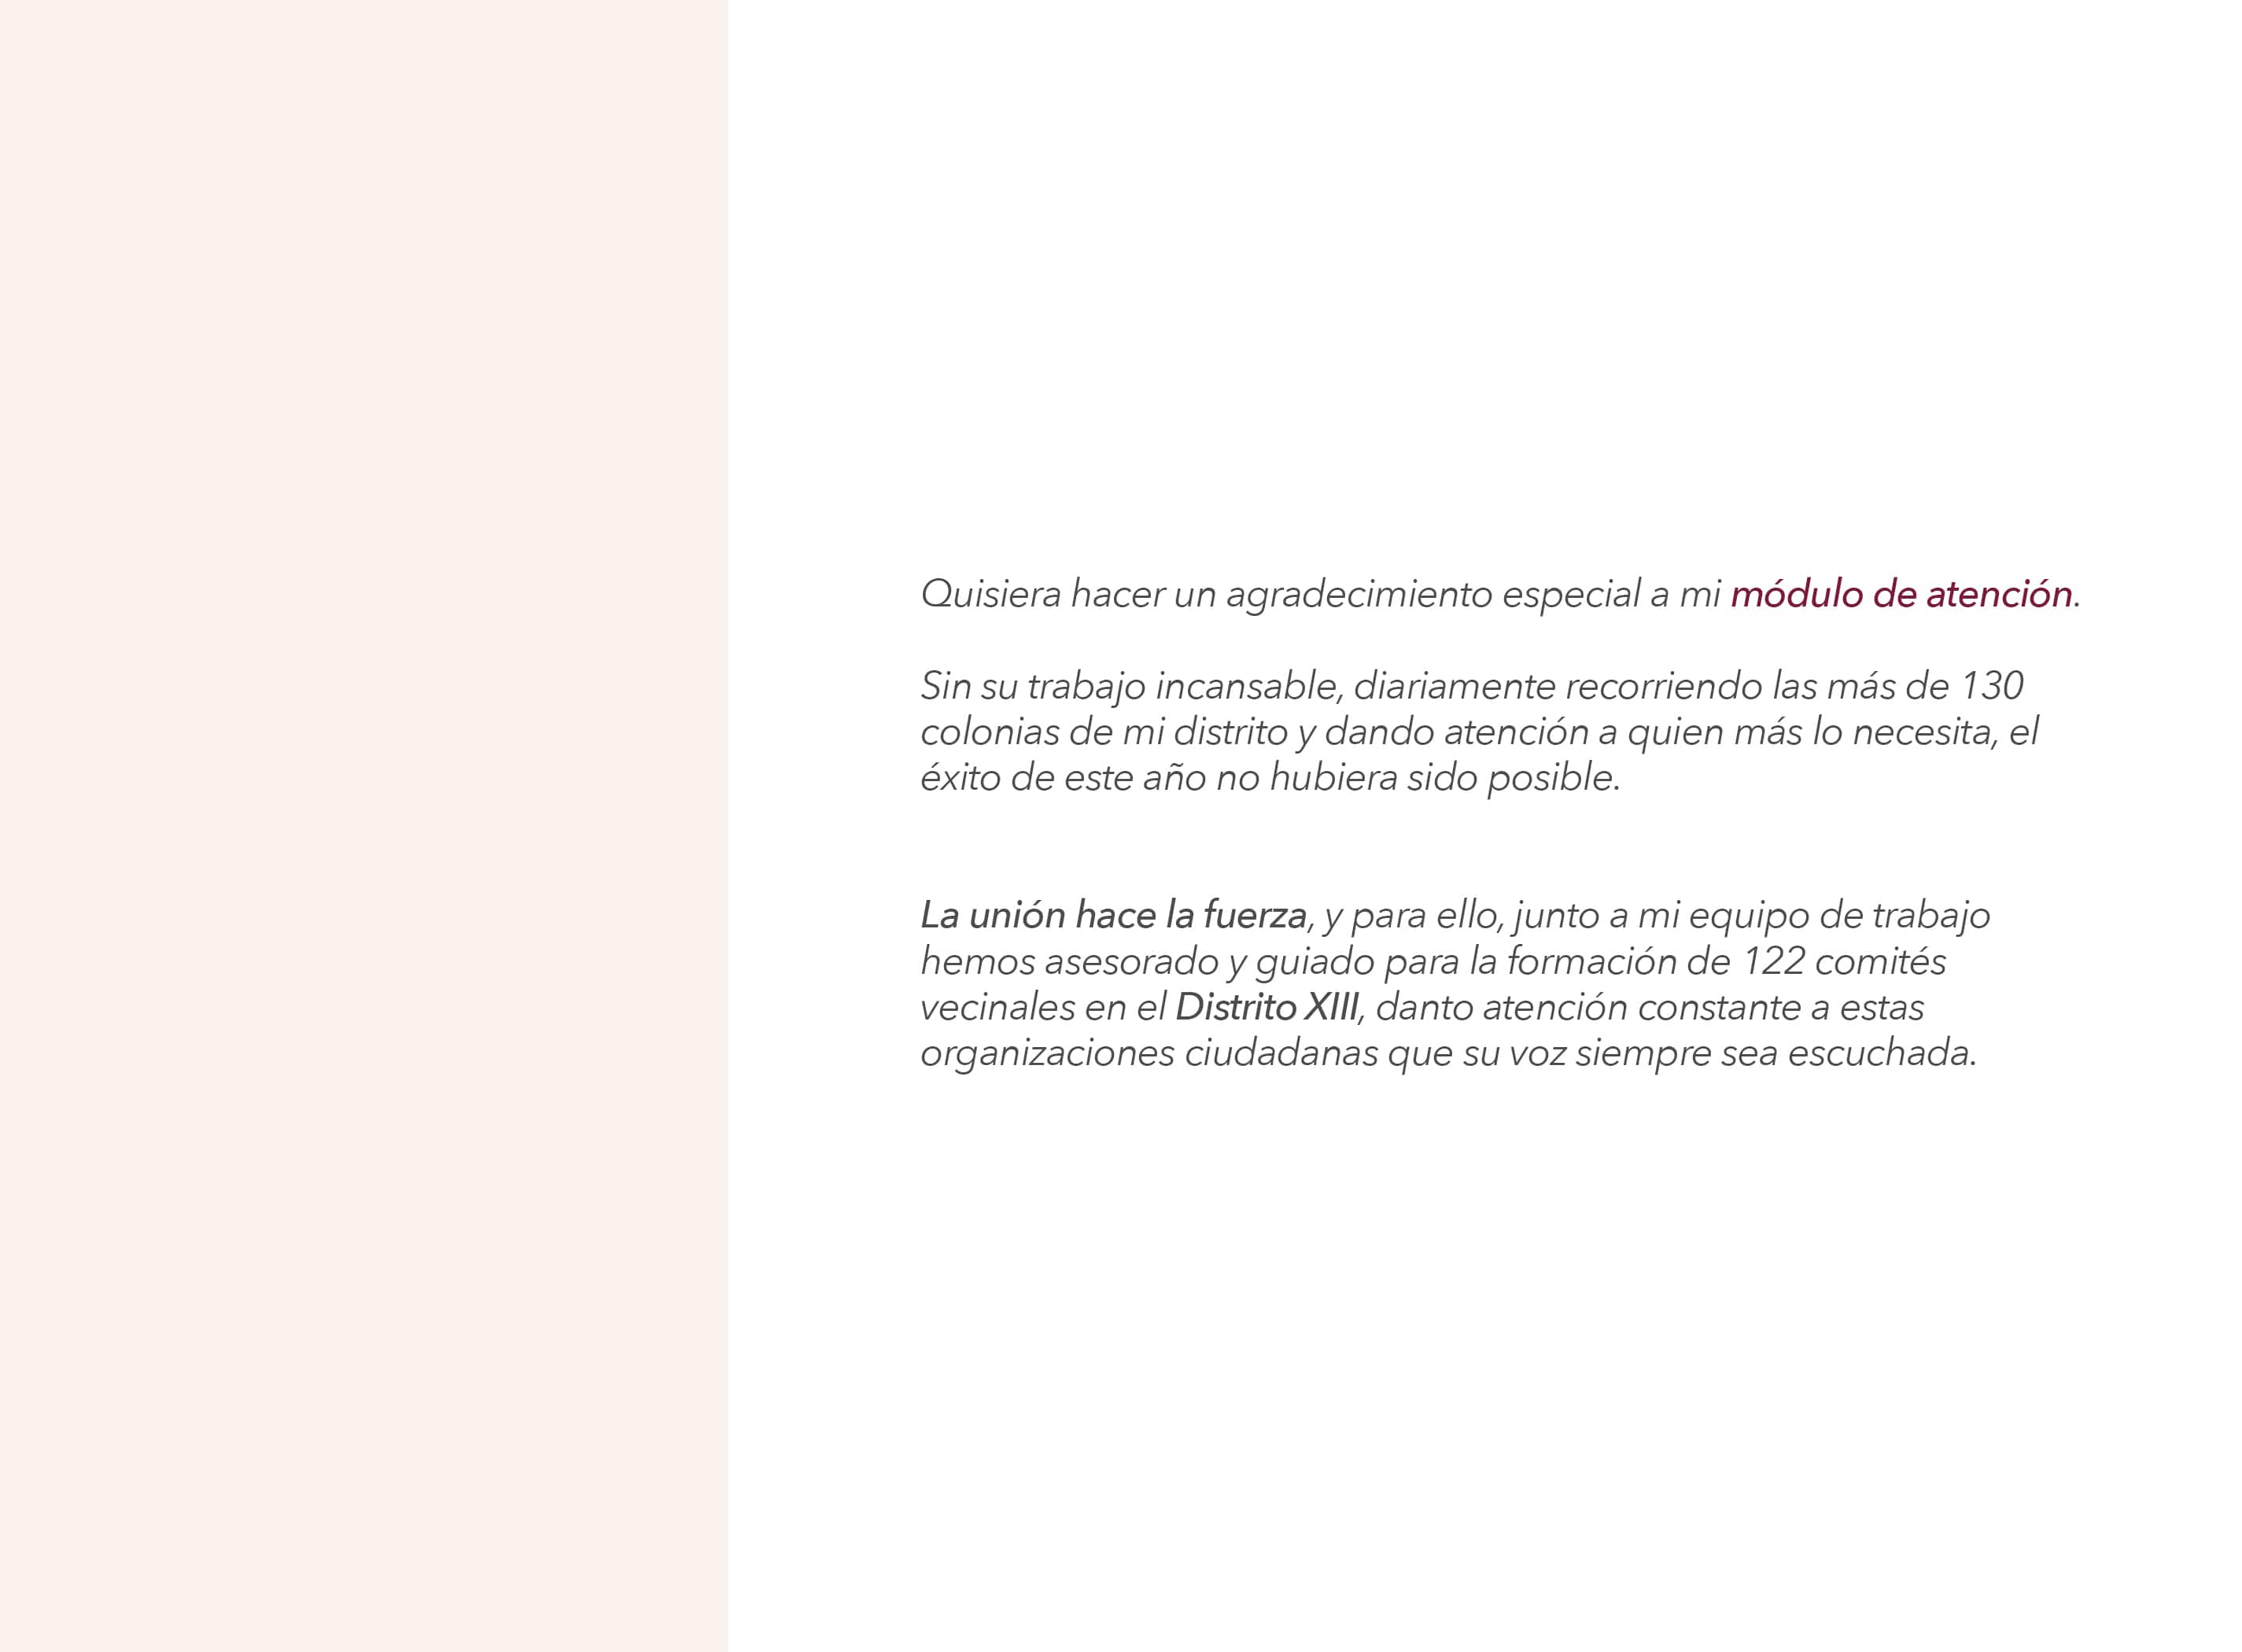 Quisiera hacer un agradecimiento especial a mi módulo de atención.
Sin su trabajo incansable, diariamente recorriendo las más de 130
colonias de mi distrito y dando atención a quien más lo necesita, el
éxito de este año no hubiera sido posible.
La unión hace la fuerza, y para ello, junto a mi equipo de trabajo
hemos asesorado y guiado para la formación de 122 comités
vecinales en el Distrito XIII, danto atención constante a estas
organizaciones ciudadanas que su voz siempre sea escuchada.